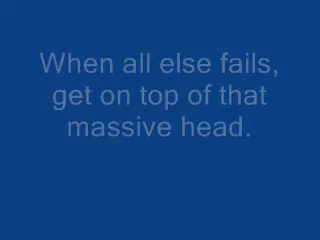 When all else fails,
get on top of that
massive head.